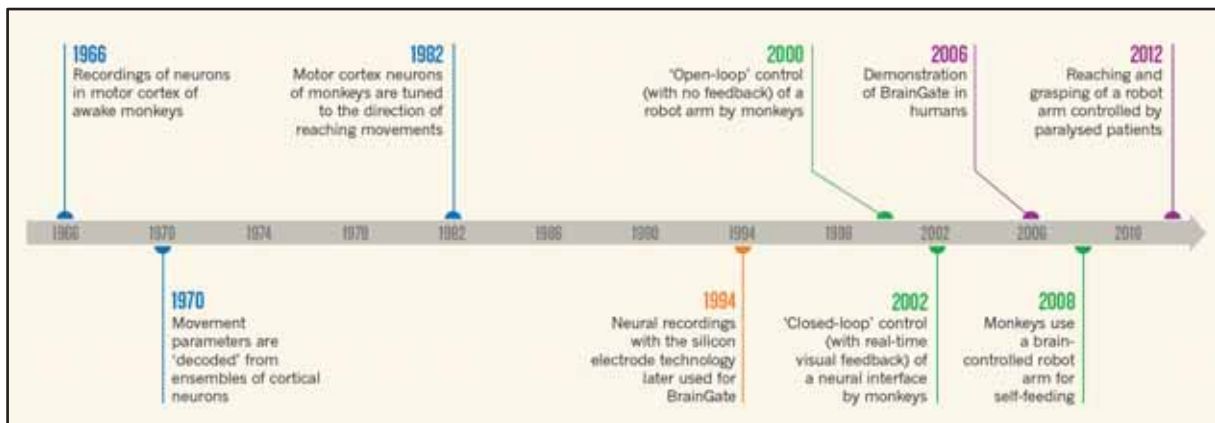 1966
Recordings of neurons
in motor cortex of
awake monkeys
1982
Motor cortex neurons
of monkeys are tuned
to the direction of
reaching movements
2000
'Open-loop' control
(with no feedback) of a
robot arm by monkeys
2006
Demonstration
of BrainGate in
humans
2012
Reaching and
grasping of a robot
arm controlled by
paralysed patients
1966 1970 1974 1978 1982 1986 1990 1994 1998 2002 2006 2010
1970
Movement
parameters are
'decoded' from
ensembles of cortical
neurons
1994
Neural recordings
with the silicon
electrode technology
later used for
BrainGate
2002
'Closed-loop' control
(with real-time
visual feedback) of
a neural interface
by monkeys
2008
Monkeys use
a brain-
controlled robot
arm for
self-feeding